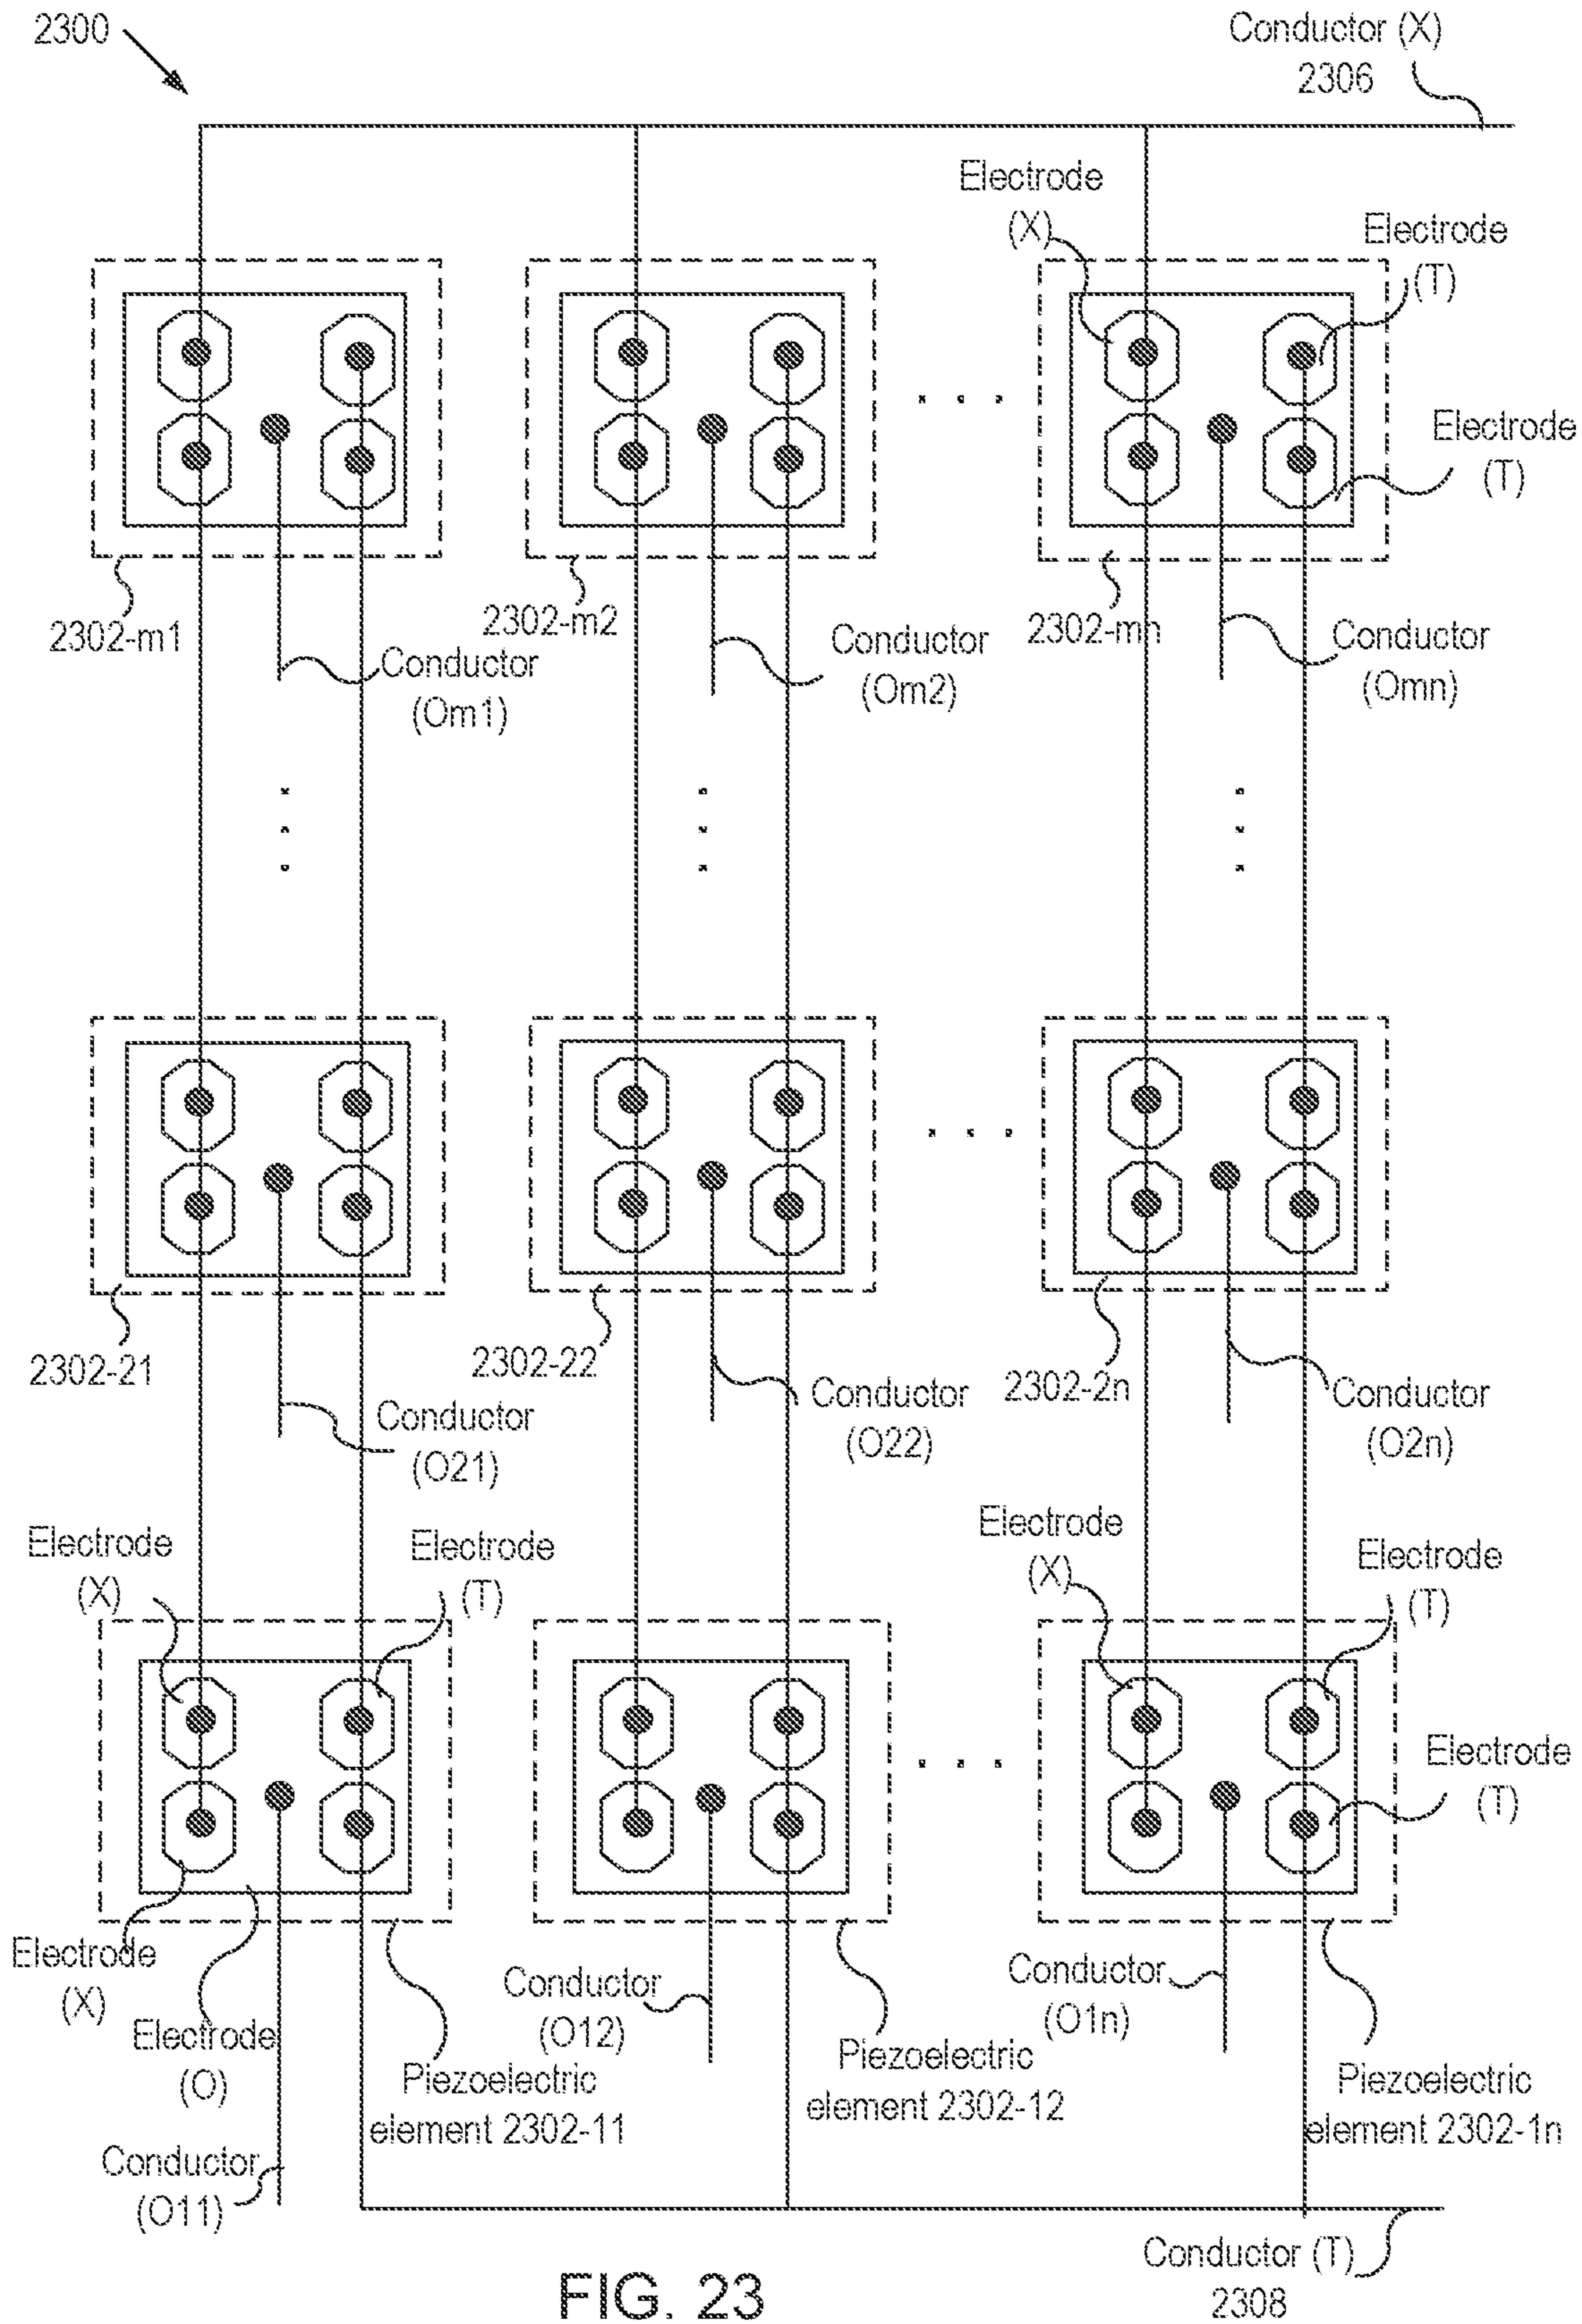 2300
Conductor (X)
2306
Electrode
(X)
Electrode
(T)
Electrode
(T)
2302-m1
2302-m2
2302-mn
Conductor
(Om1)
Conductor
(Om2)
Conductor
(Omn)
2302-21
2302-22
2302-2n
Conductor
(O21)
Conductor
(O22)
Conductor
(O2n)
Electrode
(X)
Electrode
(T)
Electrode
(X)
Electrode
(T)
Electrode
(T)
Electrode
(X)
Electrode
(O)
Conductor
(O11)
Piezoelectric
element 2302-11
Conductor
(O12)
Piezoelectric
element 2302-12
Conductor
(O1n)
Piezoelectric
element 2302-1n
Conductor (T)
2308
FIG. 23